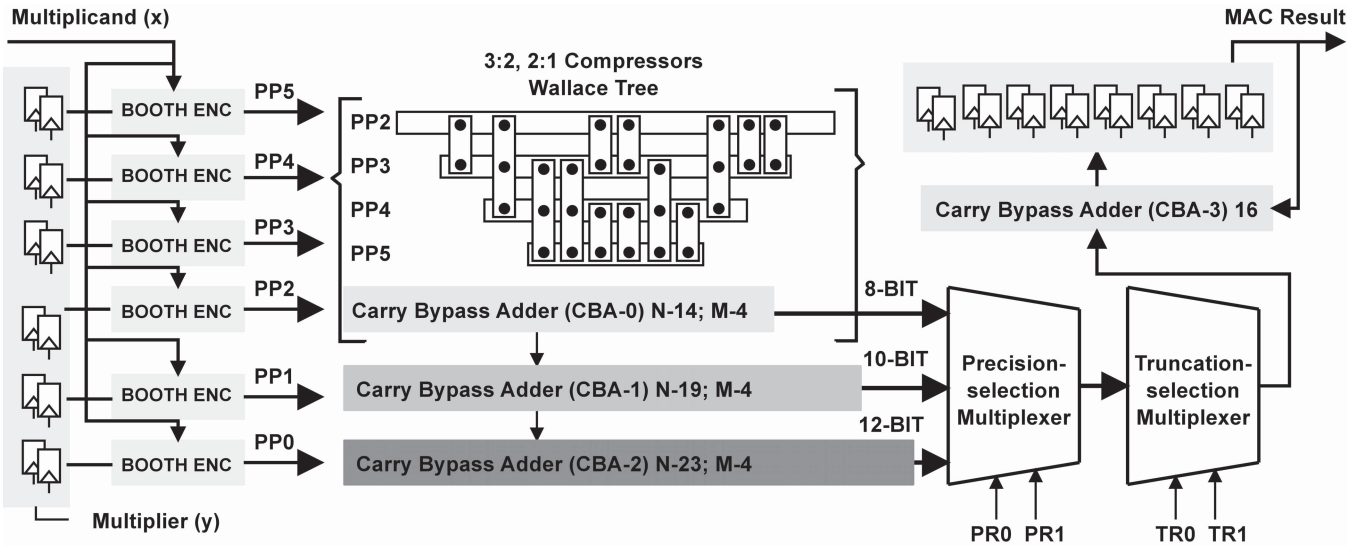 Multiplicand (x)
MAC Result
3:2, 2:1 Compressors
Wallace Tree
BOOTH ENC
PP5
PP2
BOOTH ENC
PP4
PP3
BOOTH ENC
PP3
PP4
PP5
Carry Bypass Adder (CBA-3) 16
BOOTH ENC
PP2
Carry Bypass Adder (CBA-0) N-14; M-4
8-BIT
BOOTH ENC
PP1
Carry Bypass Adder (CBA-1) N-19; M-4
10-BIT
BOOTH ENC
PP0
Carry Bypass Adder (CBA-2) N-23; M-4
12-BIT
Precision-
selection
Multiplexer
Truncation-
selection
Multiplexer
Multiplier (y)
PR0
PR1
TR0
TR1